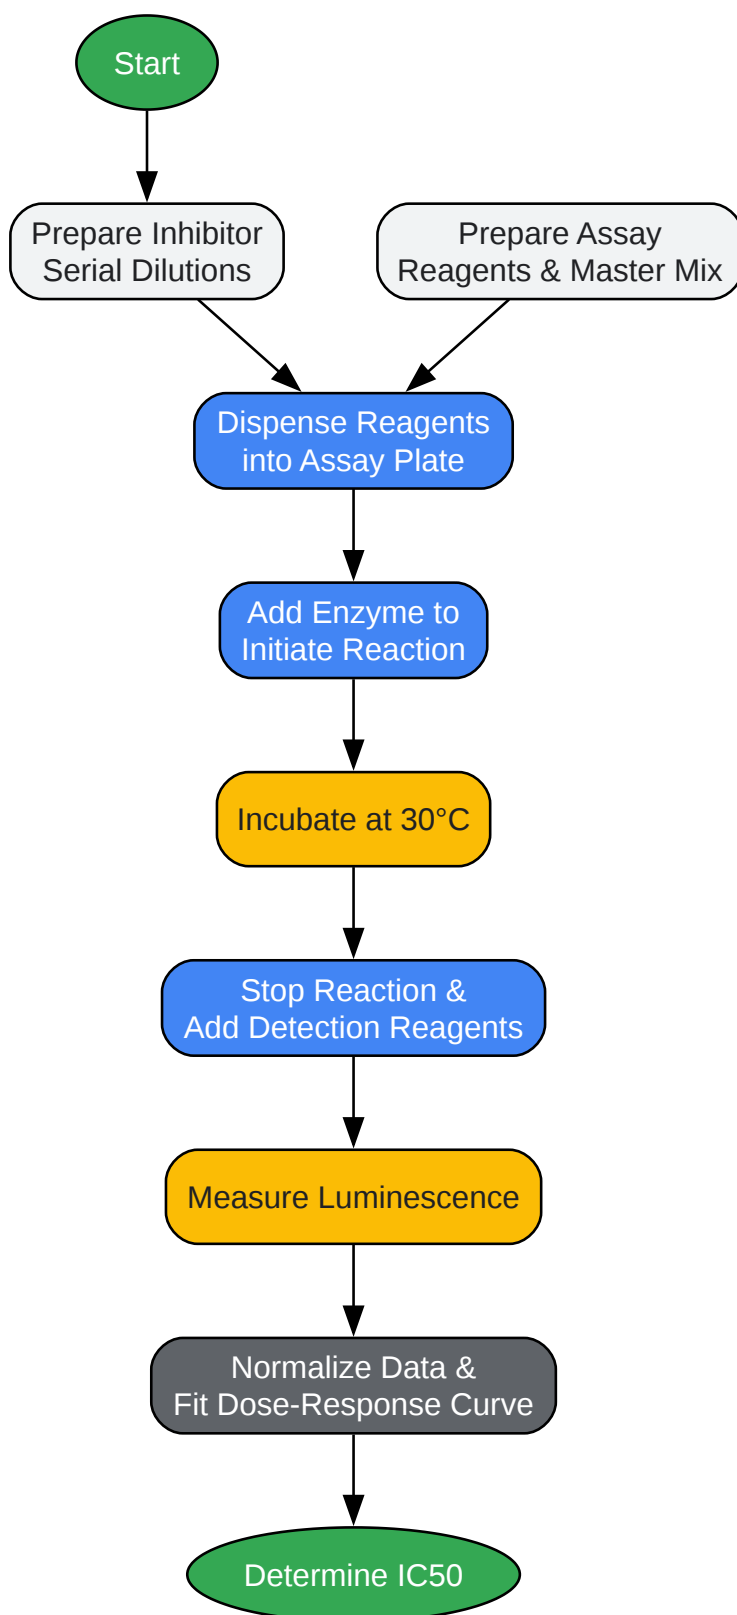 Start
Prepare Inhibitor
Serial Dilutions
Prepare Assay
Reagents & Master Mix
Dispense Reagents
into Assay Plate
Add Enzyme to
Initiate Reaction
Incubate at 30°C
Stop Reaction &
Add Detection Reagents
Measure Luminescence
Normalize Data &
Fit Dose-Response Curve
Determine IC50